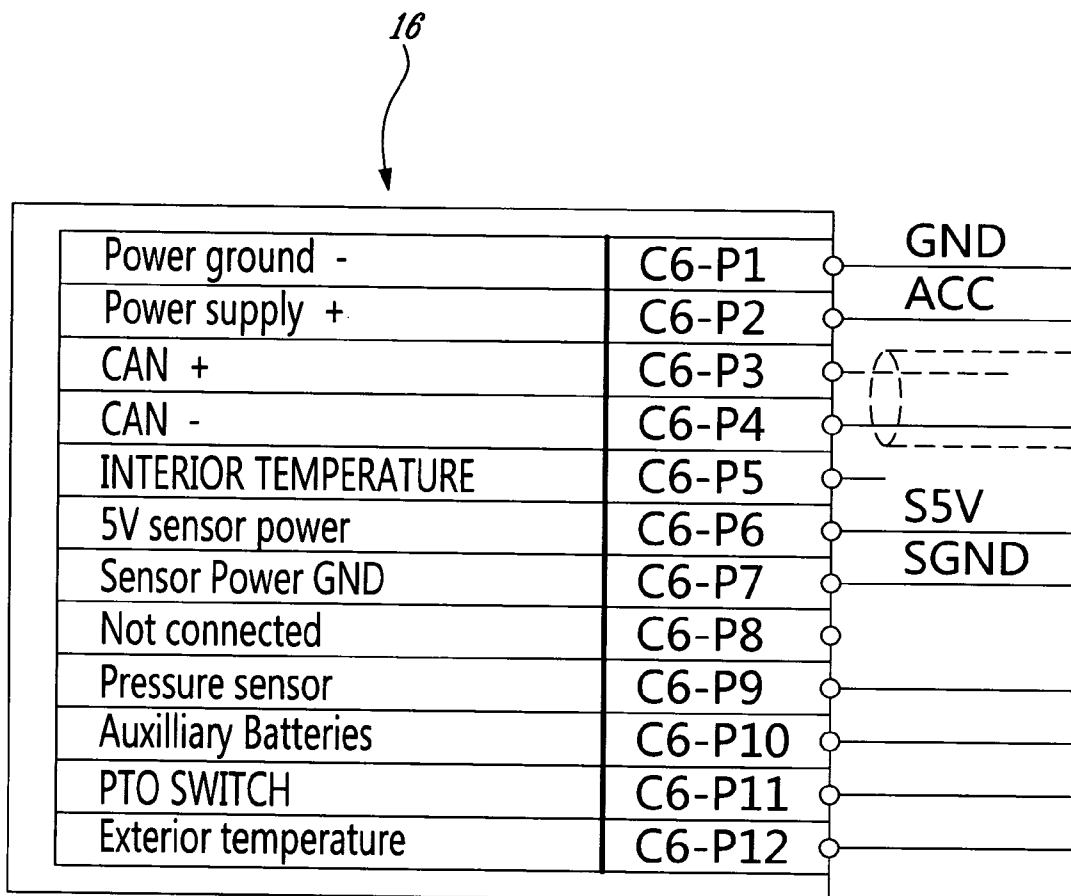 16
Power ground - C6-P1 GND
Power supply + C6-P2 ACC
CAN + C6-P3
CAN - C6-P4
INTERIOR TEMPERATURE C6-P5
5V sensor power C6-P6 S5V
Sensor Power GND C6-P7 SGND
Not connected C6-P8
Pressure sensor C6-P9
Auxilliary Batteries C6-P10
PTO SWITCH C6-P11
Exterior temperature C6-P12